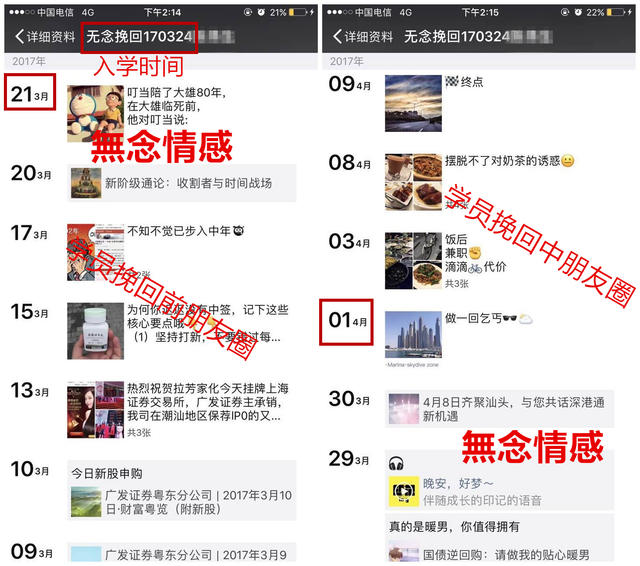 中国电信 4G 下午2:14 21%
详细资料 无念挽回170324
2017年
入学时间
21 3月
叮当陪了大雄80年，
在大雄临死前，
他对叮当说：
無念情感
20 3月
新阶级通论：收割者与时间战场
17 3月
不知不觉已步入中年
学员挽回前朋友圈
15 3月
记下这些
核心要点哦
（1）坚持打新，
13 3月
热烈祝贺拉芳家化今天挂牌上海
证券交易所，广发证券主承销，
我司在潮汕地区保荐IPO的又...
共3张
10 3月
今日新股申购
广发证券粤东分公司 | 2017年3月10
日·财富粤览（附新股）
09 3月
广发证券粤东分公司 | 2017年3月9
中国电信 4G 下午2:15 22%
详细资料 无念挽回170324
2017年
09 4月
终点
08 4月
摆脱不了对奶茶的诱惑
学员挽回中朋友圈
03 4月
饭后
兼职
滴滴 代价
共3张
01 4月
做一回乞丐
-Marina-skydive zone
30 3月
4月8日齐聚汕头，与您共话深港通
新机遇
無念情感
29 3月
晚安，好梦～
伴随成长的印记的语音
真的是暖男，你值得拥有
国债逆回购：请做我的贴心暖男